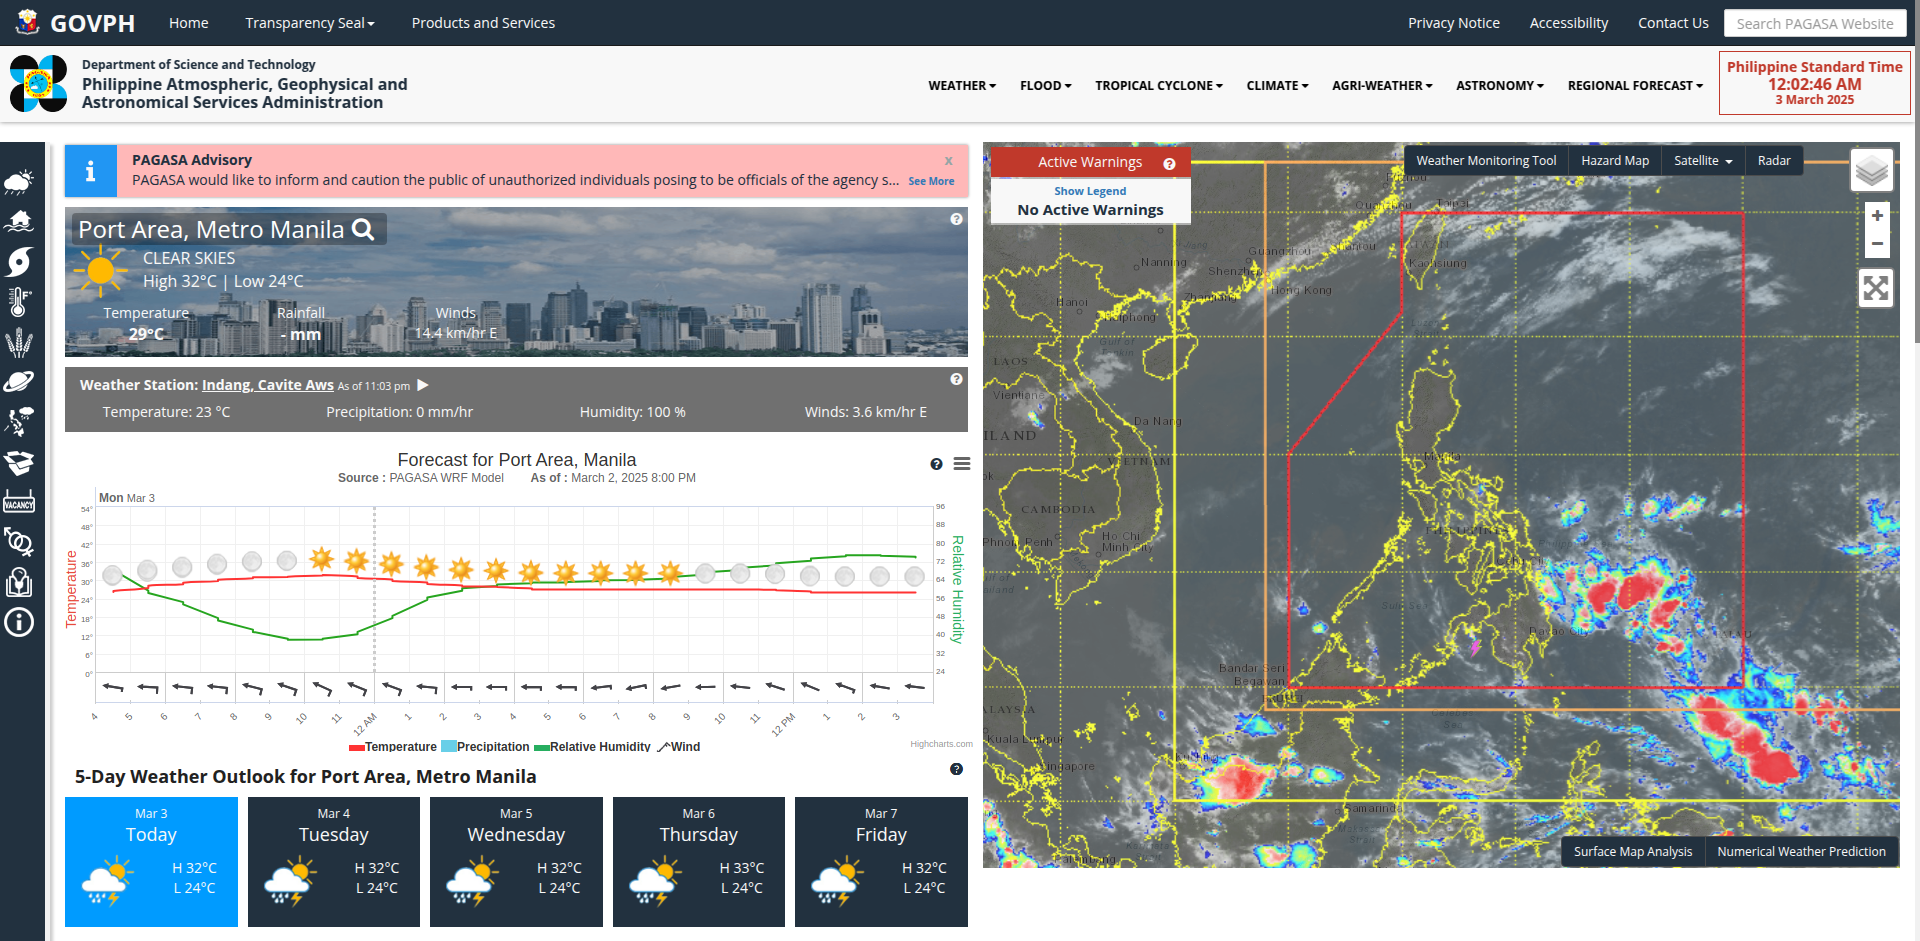 GOVPH
Home
Transparency Seal
Products and Services
Privacy Notice
Accessibility
Contact Us
Search PAGASA Website
Department of Science and Technology
Philippine Atmospheric, Geophysical and
Astronomical Services Administration
WEATHER
FLOOD
TROPICAL CYCLONE
CLIMATE
AGRI-WEATHER
ASTRONOMY
REGIONAL FORECAST
Philippine Standard Time
12:02:46 AM
3 March 2025
VACANCY
PAGASA Advisory
x
PAGASA would like to inform and caution the public of unauthorized individuals posing to be officials of the agency s... See More
Port Area, Metro Manila
CLEAR SKIES
High 32°C | Low 24°C
Temperature
Rainfall
Winds
29°C
- mm
14.4 km/hr E
Weather Station: Indang, Cavite Aws As of 11:03 pm
Temperature: 23 °C
Precipitation: 0 mm/hr
Humidity: 100 %
Winds: 3.6 km/hr E
Forecast for Port Area, Manila
Source : PAGASA WRF Model As of : March 2, 2025 8:00 PM
Mon Mar 3
Temperature
54°
48°
42°
36°
30°
24°
18°
12°
6°
0°
96
88
80
72
64
56
48
40
32
24
Relative Humidity
4 5 6 7 8 9 10 11 12 AM 1 2 3 4 5 6 7 8 9 10 11 12 PM 1 2 3
Temperature Precipitation Relative Humidity Wind
Highcharts.com
5-Day Weather Outlook for Port Area, Metro Manila
Mar 3
Today
H 32°C
L 24°C
Mar 4
Tuesday
H 32°C
L 24°C
Mar 5
Wednesday
H 32°C
L 24°C
Mar 6
Thursday
H 33°C
L 24°C
Mar 7
Friday
H 32°C
L 24°C
Active Warnings
Show Legend
No Active Warnings
Weather Monitoring Tool
Hazard Map
Satellite
Radar
+
−
Taipei
Guangzhou
Kaohsiung
Nanning
Shenzhen
Hong Kong
Hanoi
Haiphong
Gulf of
LAOS
Vientiane
Da Nang
ILAND
VIETNAM
Manila
CAMBODIA
Phnom Penh
Ho Chi
Minh City
Davao City
Bandar Seri
Begawan
ALAYSIA
Kuala Lumpur
Singapore
Samarinda
Surface Map Analysis
Numerical Weather Prediction